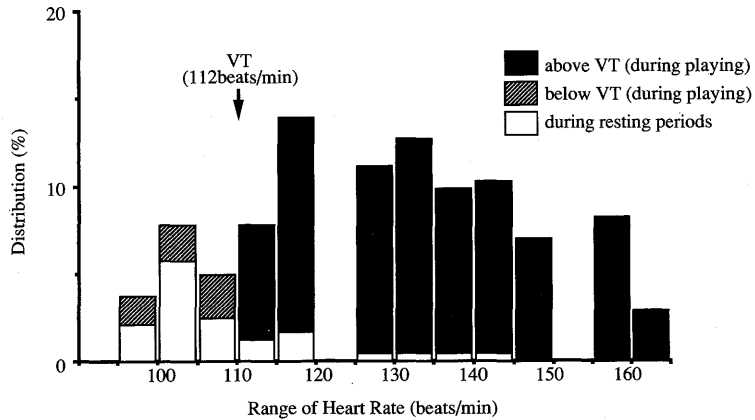 20
VT
(112beats/min)
above VT (during playing)
below VT (during playing)
during resting periods
Distribution (%)
10
0
100 110 120 130 140 150 160
Range of Heart Rate (beats/min)